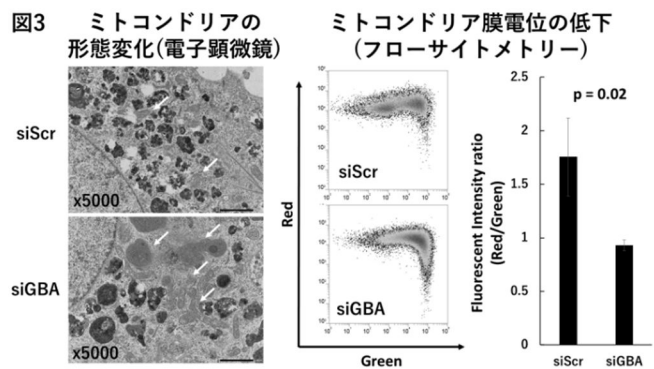 図3
ミトコンドリアの
形態変化(電子顕微鏡)
siScr
x5000
siGBA
x5000
ミトコンドリア膜電位の低下
(フローサイトメトリー)
Red
siScr
siGBA
Green
Fluorescent Intensity ratio
(Red/Green)
2.5
2
1.5
1
0.5
0
p = 0.02
siScr
siGBA